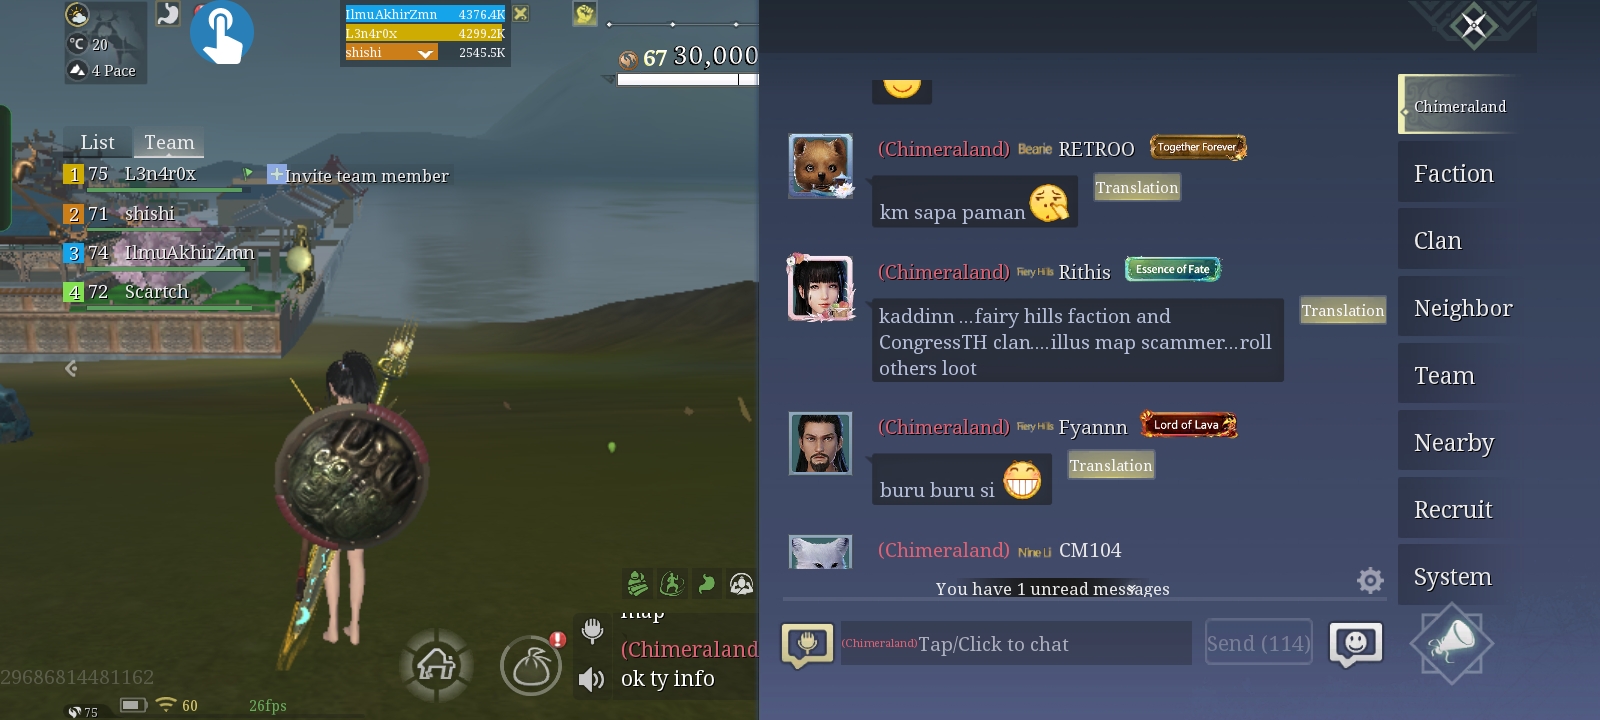 IlmuAkhirZmn 4376.4K
L3n4r0x 4299.2K
shishi 2545.5K
°C 20
4 Pace
67 30,000
List Team
1 75 L3n4r0x
Invite team member
2 71 shishi
3 74 IlmuAkhirZmn
4 72 Scartch
map
(Chimeraland
ok ty info
29686814481162
75 60 26fps
(Chimeraland) Bearie RETROO Together Forever
km sapa paman
Translation
(Chimeraland) Fiery Hills Rithis Essence of Fate
kaddinn ...fairy hills faction and
CongressTH clan....illus map scammer...roll
others loot
Translation
(Chimeraland) Fiery Hills Fyannn Lord of Lava
buru buru si
Translation
(Chimeraland) Nine Li CM104
You have 1 unread messages
(Chimeraland) Tap/Click to chat
Send (114)
Chimeraland
Faction
Clan
Neighbor
Team
Nearby
Recruit
System